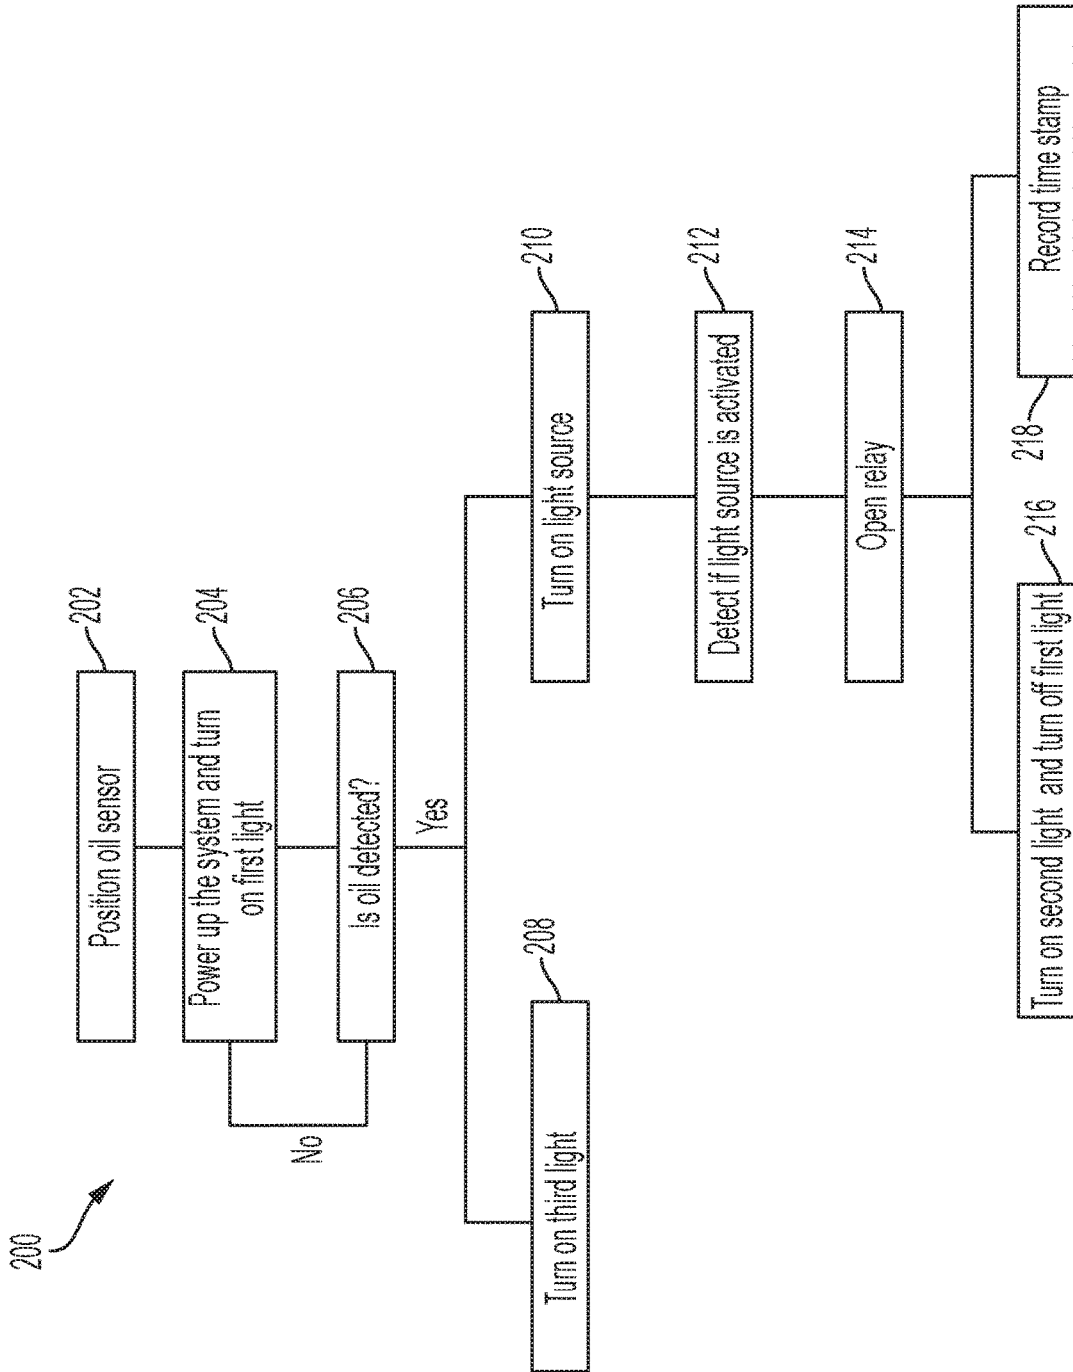 200
Position oil sensor
202
Power up the system and turn
on first light
204
No
Is oil detected?
206
Yes
Turn on third light
208
Turn on light source
210
Detect if light source is activated
212
Open relay
214
Turn on second light and turn off first light
216
Record time stamp
218